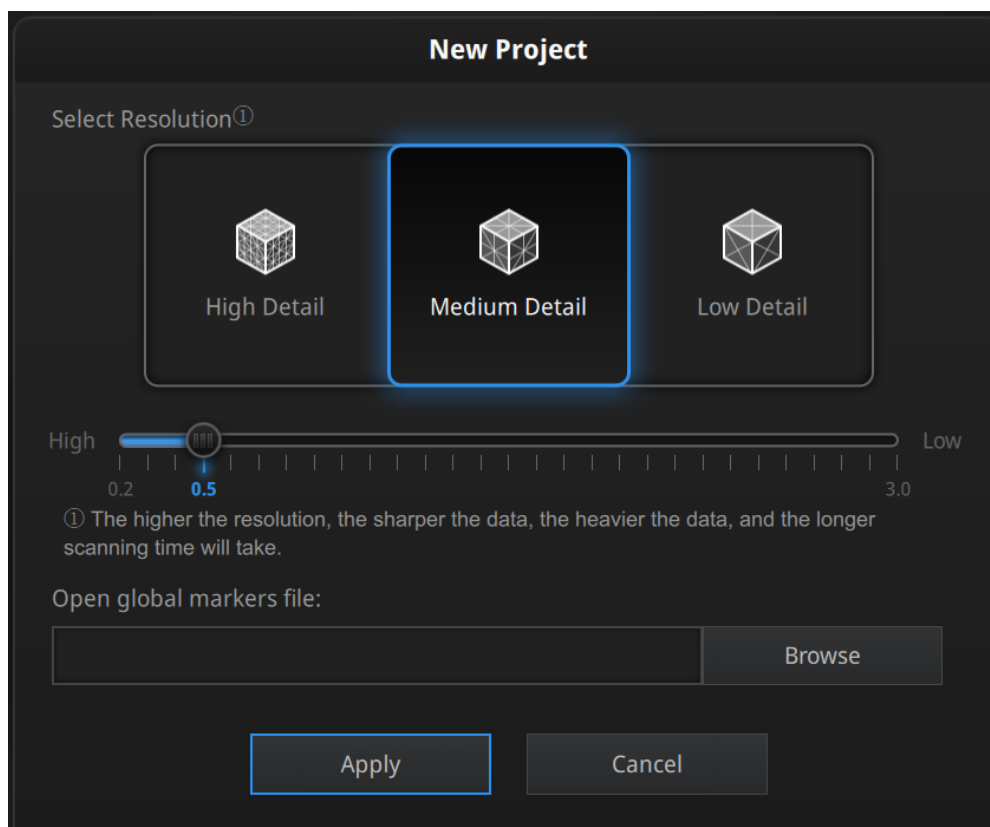 New Project
Select Resolution①
High Detail
Medium Detail
Low Detail
High
Low
0.2
0.5
3.0
① The higher the resolution, the sharper the data, the heavier the data, and the longer
scanning time will take.
Open global markers file:
Browse
Apply
Cancel